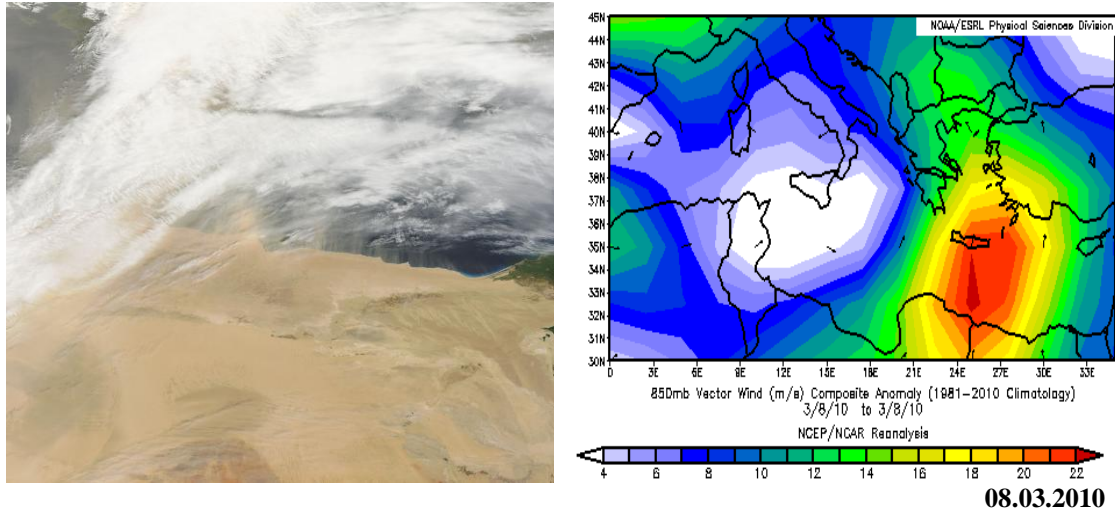 NOAA/ESRL Physical Sciences Division
45N
44N
43N
42N
41N
40N
39N
38N
37N
36N
35N
34N
33N
32N
31N
30N
0 3E 6E 9E 12E 15E 18E 21E 24E 27E 30E 33E
850mb Vector Wind (m/s) Composite Anomaly (1981-2010 Climatology)
3/8/10 to 3/8/10
NCEP/NCAR Reanalysis
4 6 8 10 12 14 16 18 20 22
08.03.2010